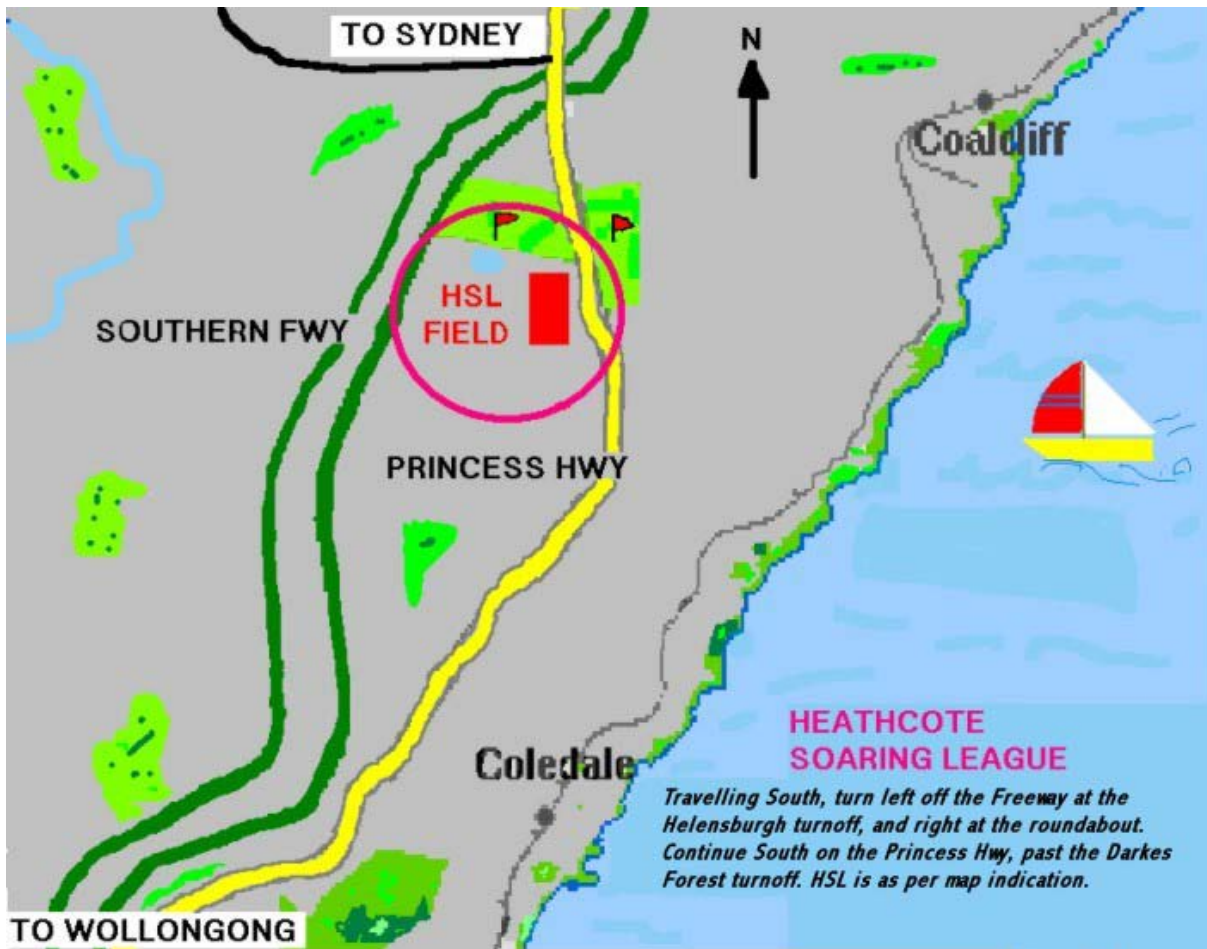 TO SYDNEY
N
Coalcliff
HSL
FIELD
SOUTHERN FWY
PRINCESS HWY
Coledale
HEATHCOTE
SOARING LEAGUE
Travelling South, turn left off the Freeway at the
Helensburgh turnoff, and right at the roundabout.
Continue South on the Princess Hwy, past the Darkes
Forest turnoff. HSL is as per map indication.
TO WOLLONGONG